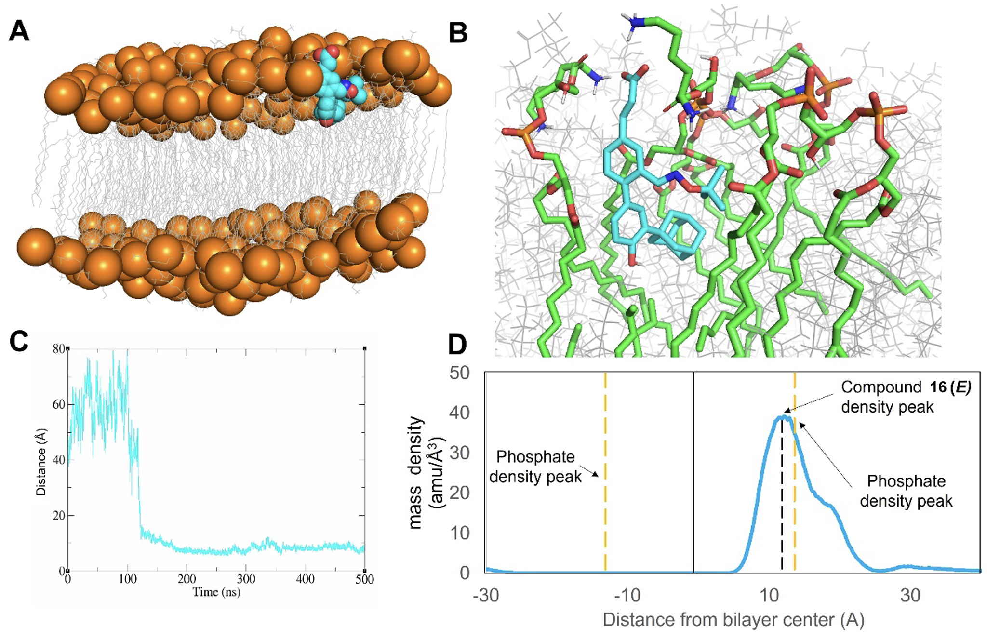 A
B
C
80
60
40
20
0
0
100
200
300
400
500
Distance (Å)
Time (ns)
D
50
40
30
20
10
0
mass density
(amu/Å³)
Compound 16 (E)
density peak
Phosphate
density peak
Phosphate
density peak
-30
-10
10
30
Distance from bilayer center (A)